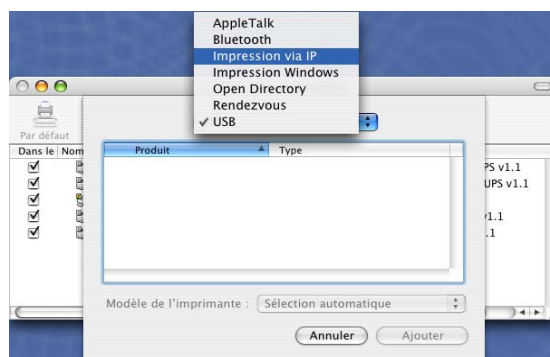 AppleTalk
Bluetooth
Impression via IP
Impression Windows
Open Directory
Rendezvous
✓ USB
Par défaut
Dans le Nom
Produit Type
PS v1.1
UPS v1.1
v1.1
.1
Modèle de l'imprimante : Sélection automatique
Annuler Ajouter